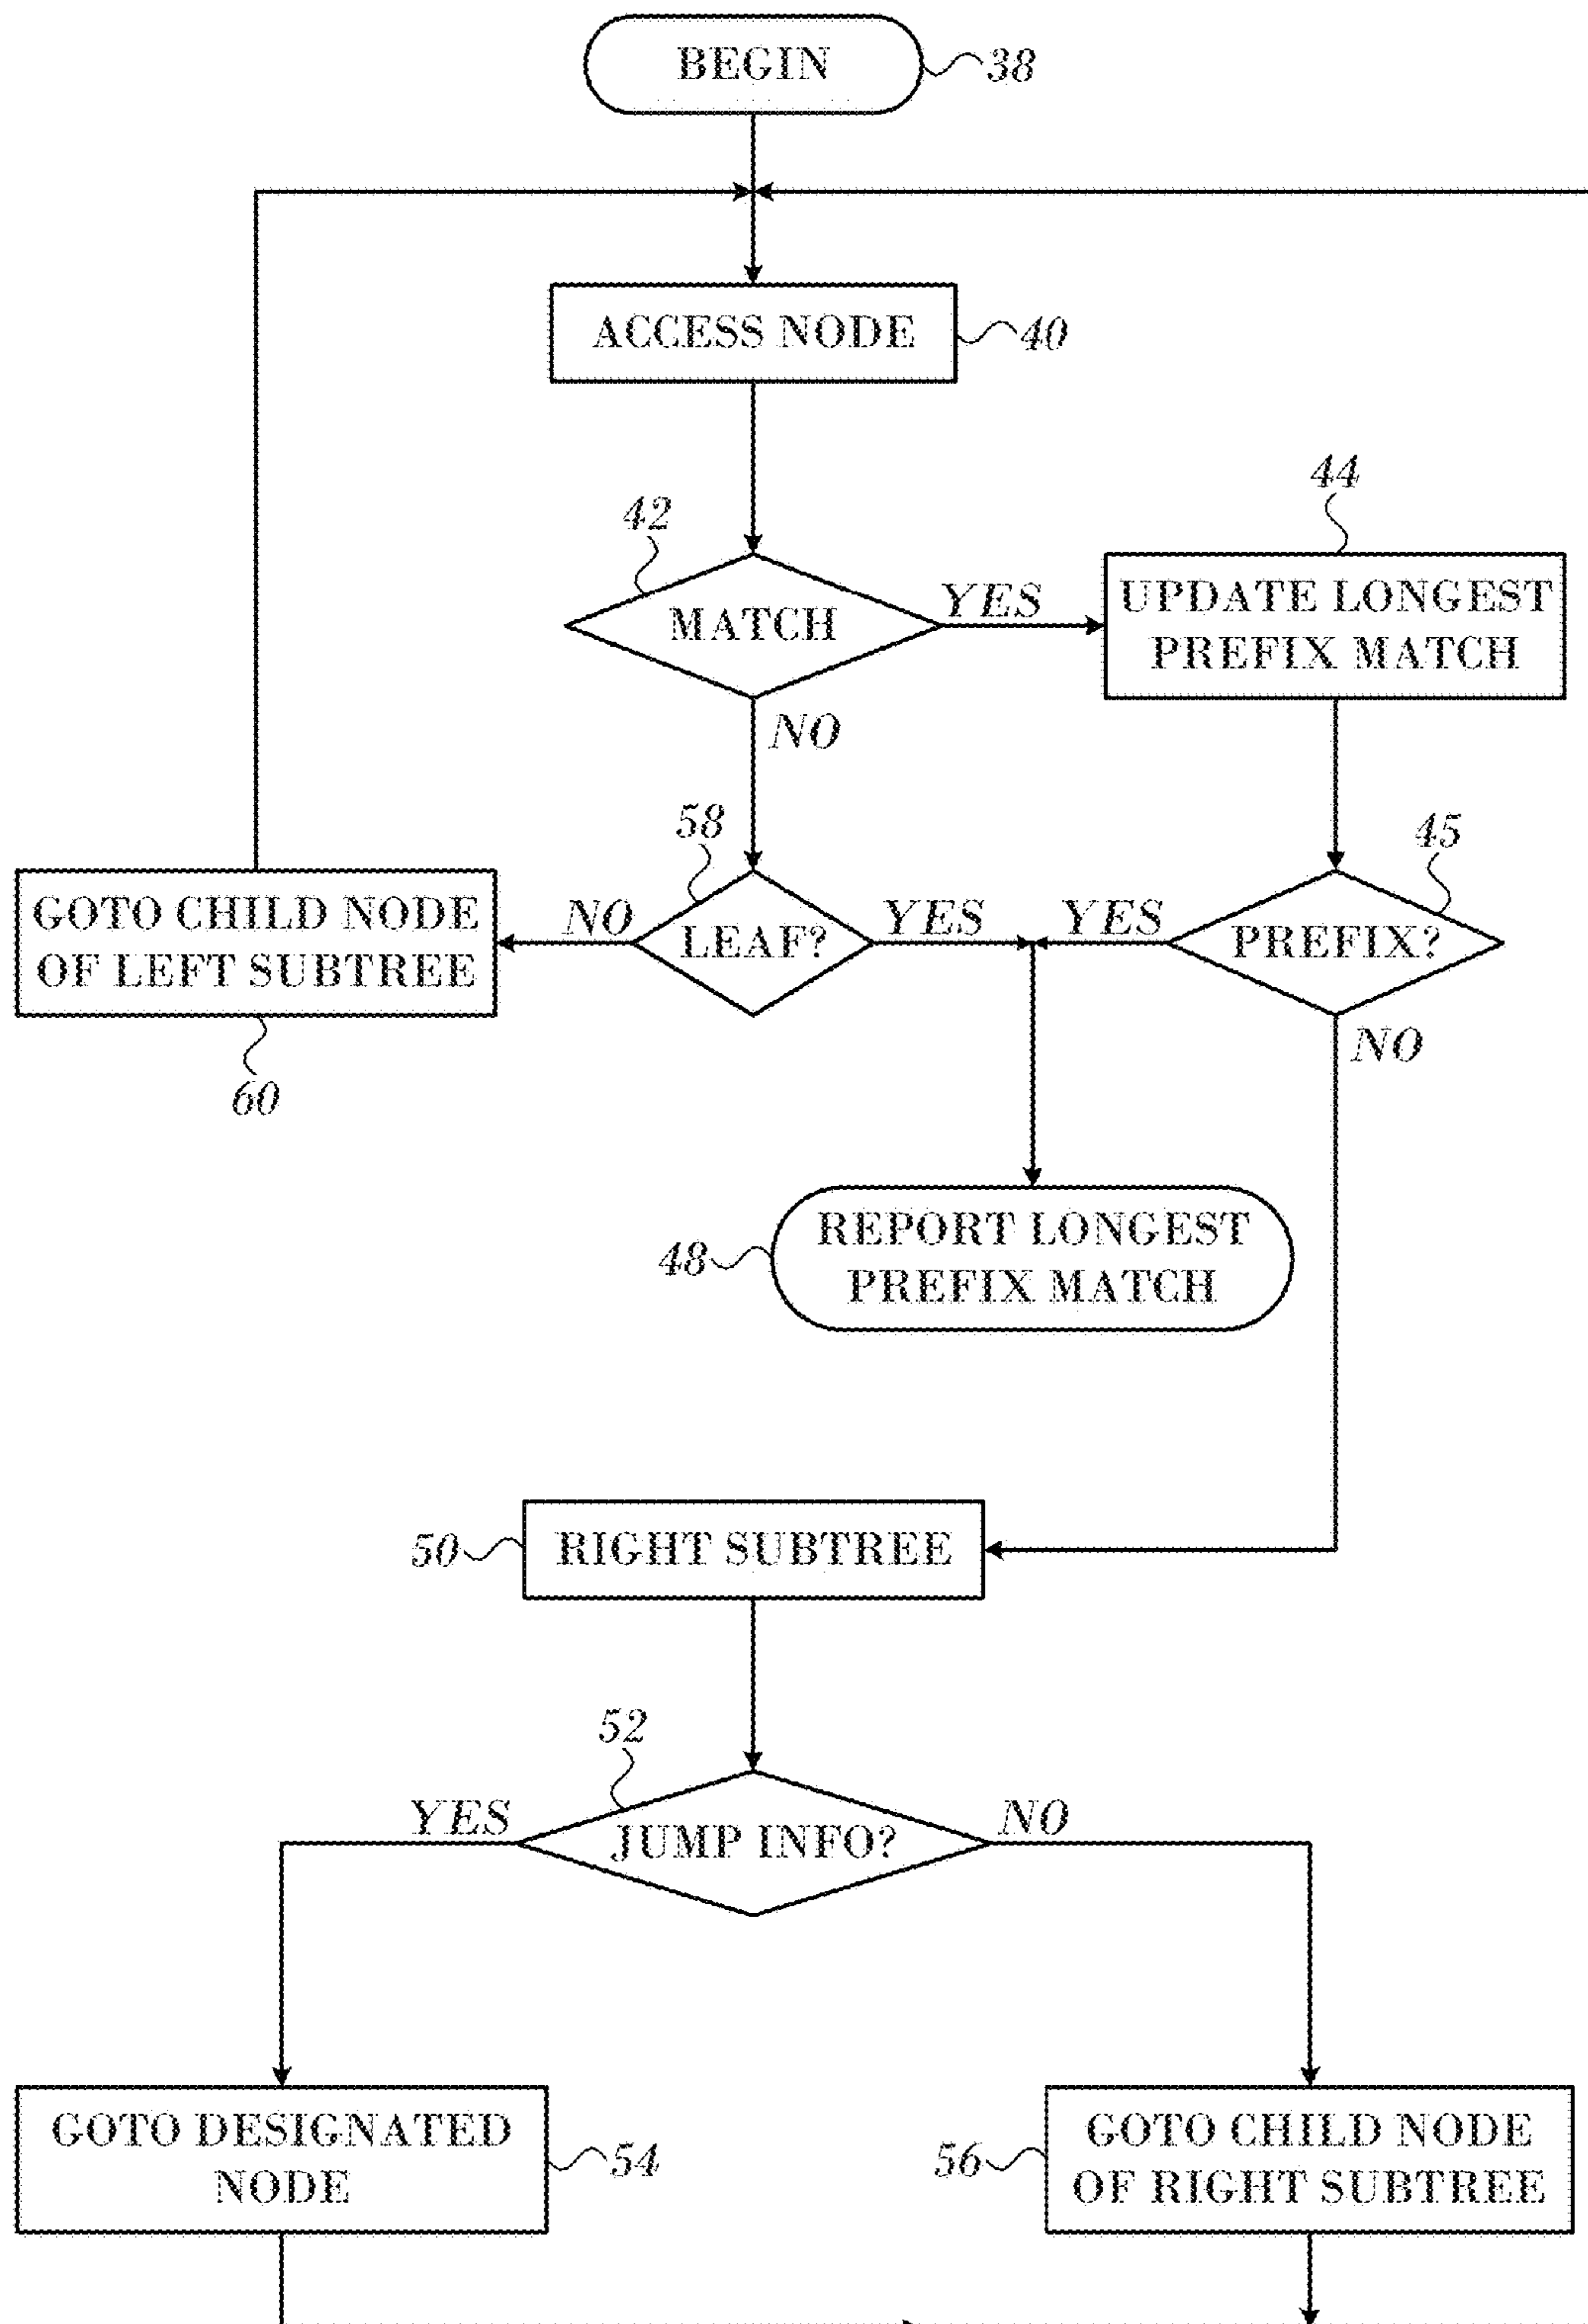 BEGIN
38
ACCESS NODE
40
44
42
MATCH
YES
UPDATE LONGEST
PREFIX MATCH
NO
58
45
GOTO CHILD NODE
OF LEFT SUBTREE
NO
LEAF?
YES
YES
PREFIX?
NO
60
48
REPORT LONGEST
PREFIX MATCH
50
RIGHT SUBTREE
52
YES
JUMP INFO?
NO
GOTO DESIGNATED
NODE
54
56
GOTO CHILD NODE
OF RIGHT SUBTREE